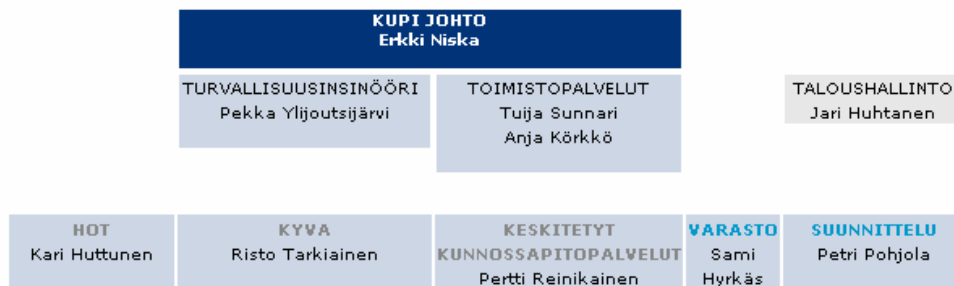 KUPI JOHTO
Erkki Niska
TURVALLISUUSINSINÖÖRI
Pekka Ylijoutsijärvi
TOIMISTOPALVELUT
Tuija Sunnari
Anja Körkkö
TALOUSHALLINTO
Jari Huhtanen
HOT
Kari Huttunen
KYVA
Risto Tarkiainen
KESKITETYT
KUNNOSSAPITOPALVELUT
Pertti Reinikainen
VARASTO
Sami
Hyrkäs
SUUNNITTELU
Petri Pohjola